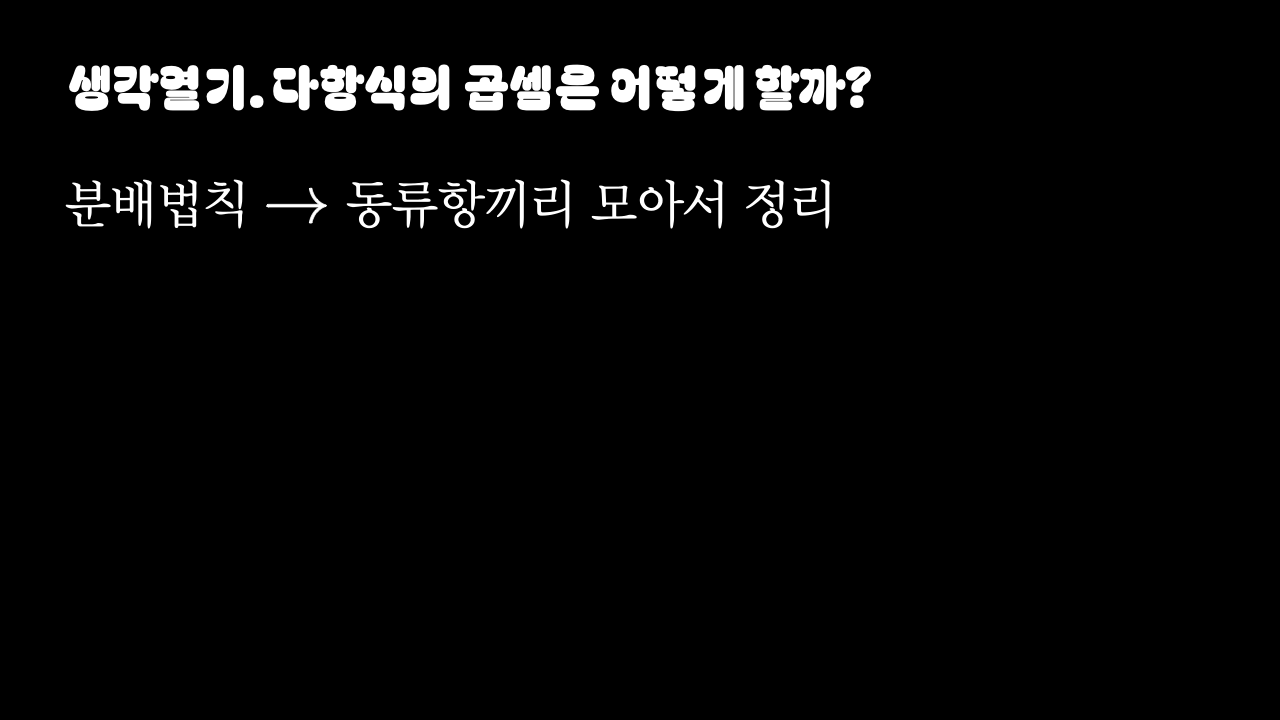 생각열기. 다항식의 곱셈은 어떻게 할까?
분배법칙 → 동류항끼리 모아서 정리